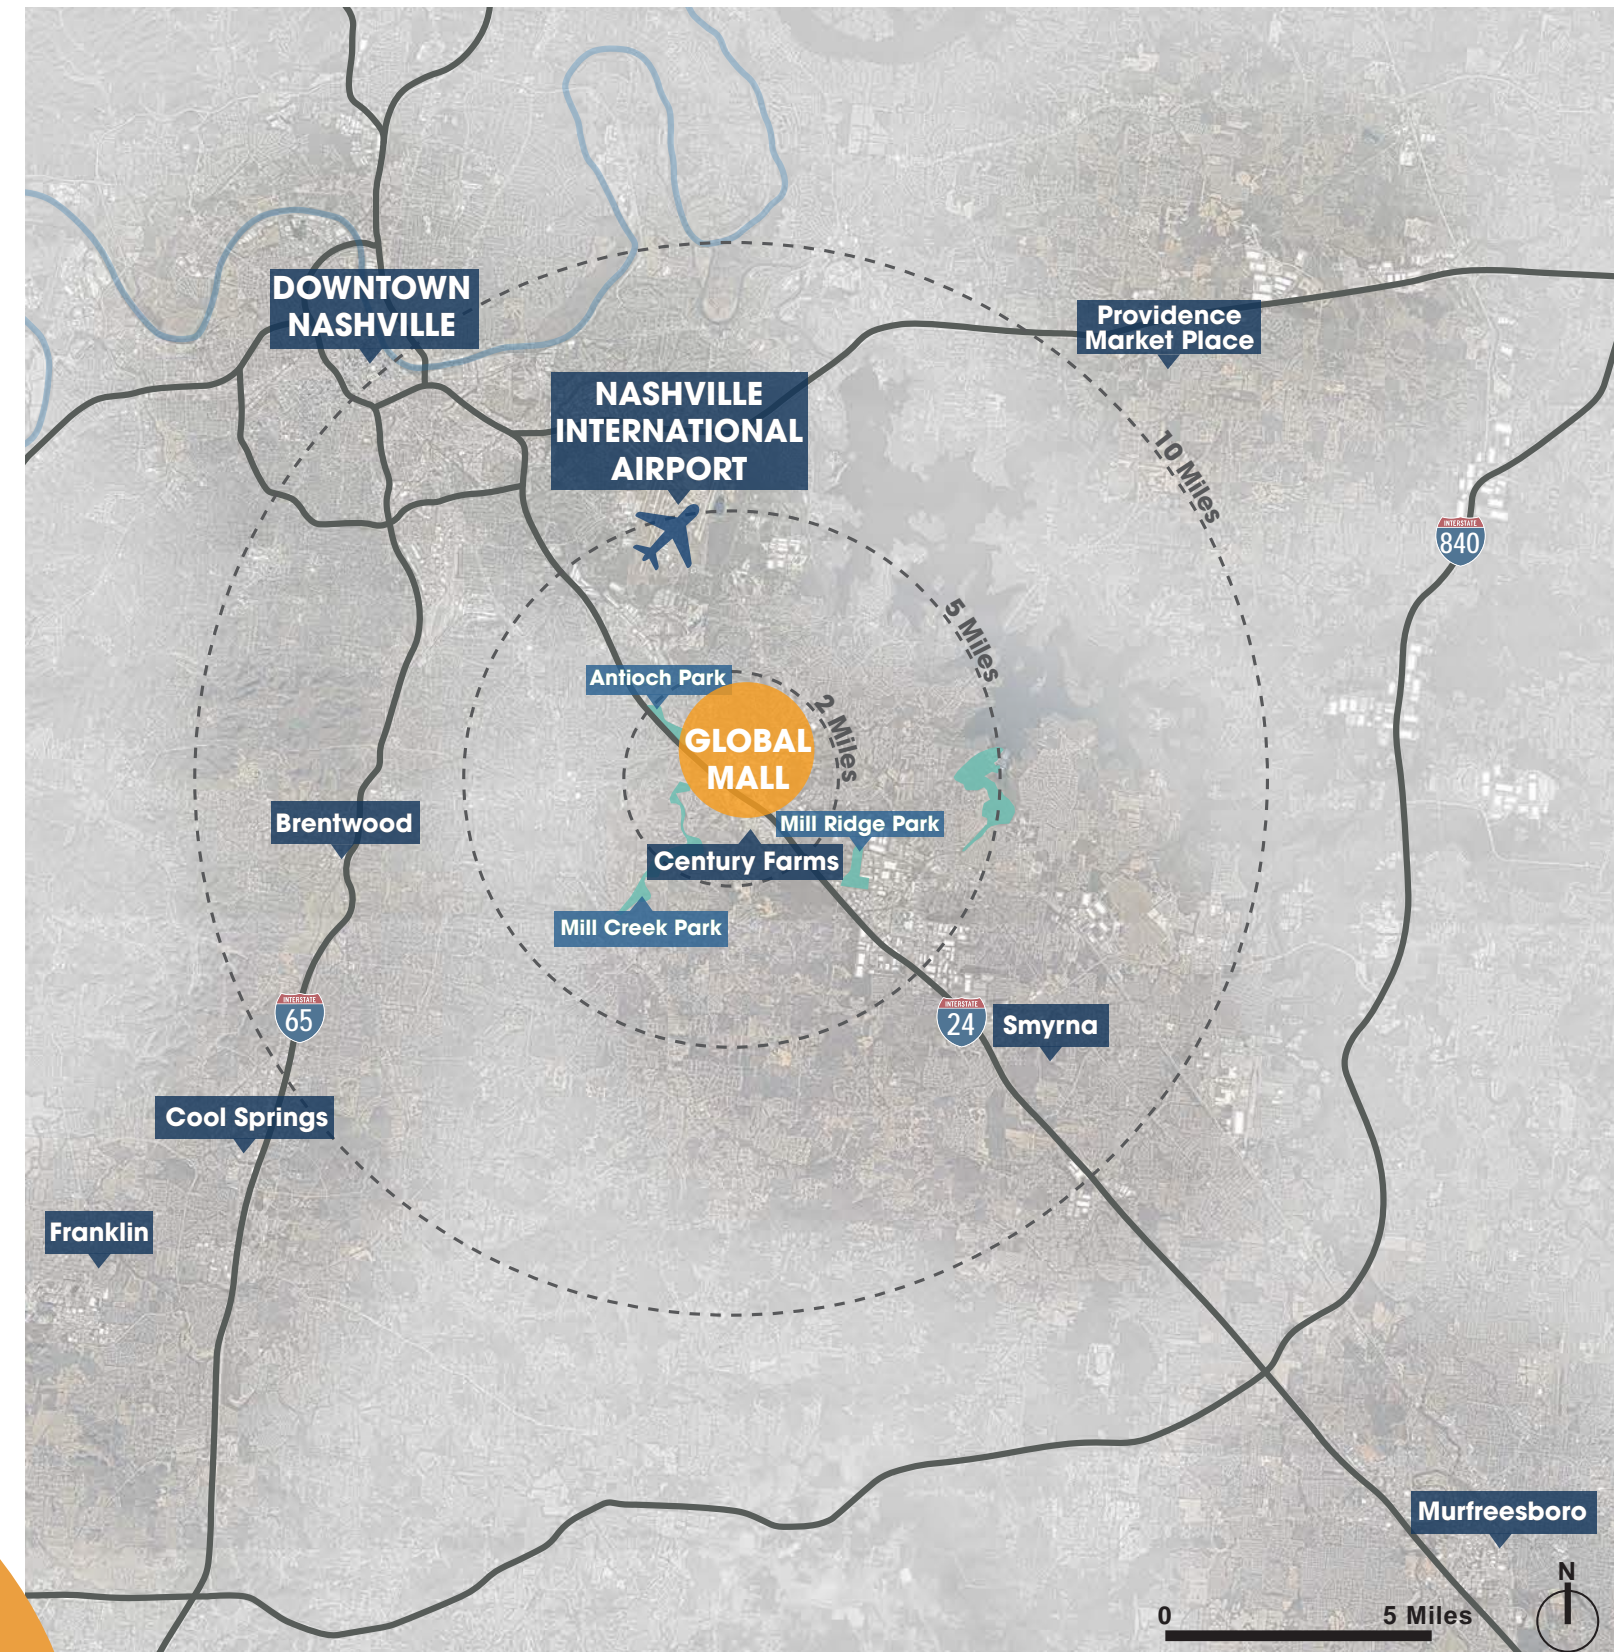 DOWNTOWN
NASHVILLE
Providence
Market Place
NASHVILLE
INTERNATIONAL
AIRPORT
10 Miles
INTERSTATE
840
5 Miles
Antioch Park
2 Miles
GLOBAL
MALL
Brentwood
Mill Ridge Park
Century Farms
Mill Creek Park
INTERSTATE
65
INTERSTATE
24
Smyrna
Cool Springs
Franklin
Murfreesboro
N
0 5 Miles